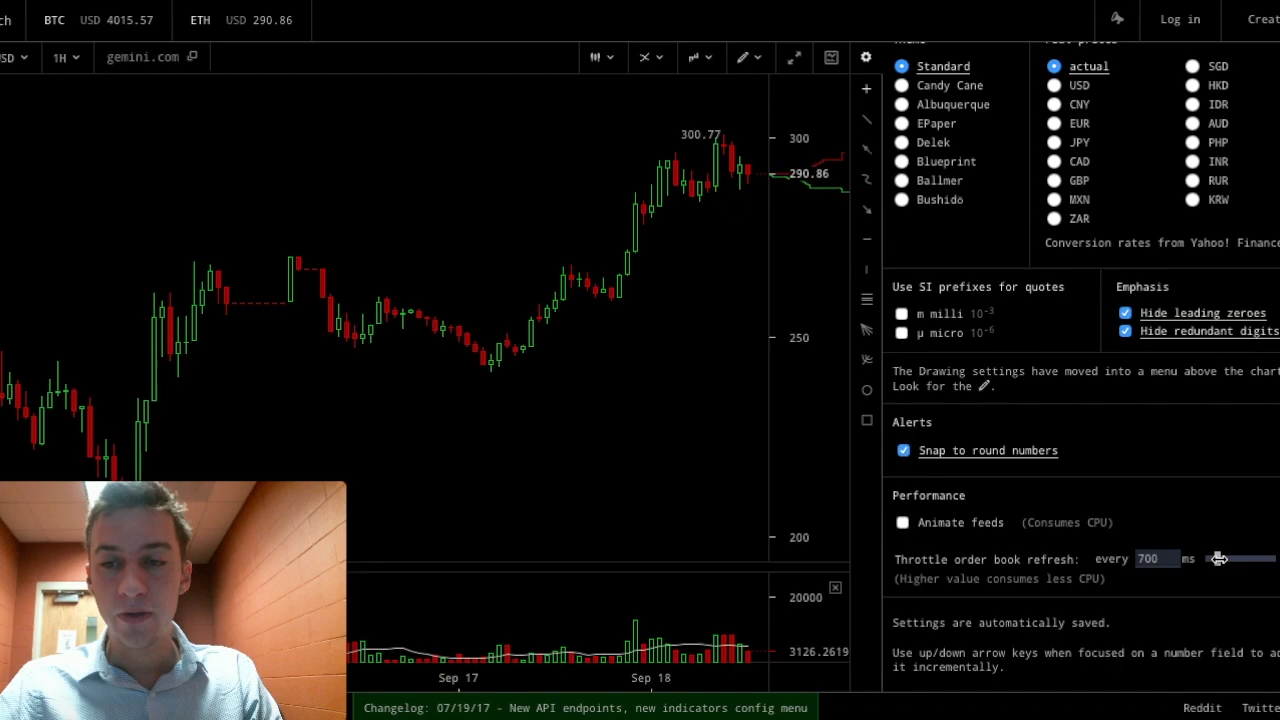 ch BTC USD 4015.57 ETH USD 290.86 Log in Creat
SD 1H gemini.com
300.77
300
290.86
250
200
20000
3126.2619
Sep 17 Sep 18
Standard
Candy Cane
Albuquerque
EPaper
Delek
Blueprint
Ballmer
Bushido
actual
USD
CNY
EUR
JPY
CAD
GBP
MXN
ZAR
SGD
HKD
IDR
AUD
PHP
INR
RUR
KRW
Conversion rates from Yahoo! Finance
Use SI prefixes for quotes
m milli 10-3
μ micro 10-6
Emphasis
Hide leading zeroes
Hide redundant digits
The Drawing settings have moved into a menu above the chart
Look for the .
Alerts
Snap to round numbers
Performance
Animate feeds (Consumes CPU)
Throttle order book refresh: every 700 ms
(Higher value consumes less CPU)
Settings are automatically saved.
Use up/down arrow keys when focused on a number field to ad
it incrementally.
Changelog: 07/19/17 - New API endpoints, new indicators config menu
Reddit Twitte